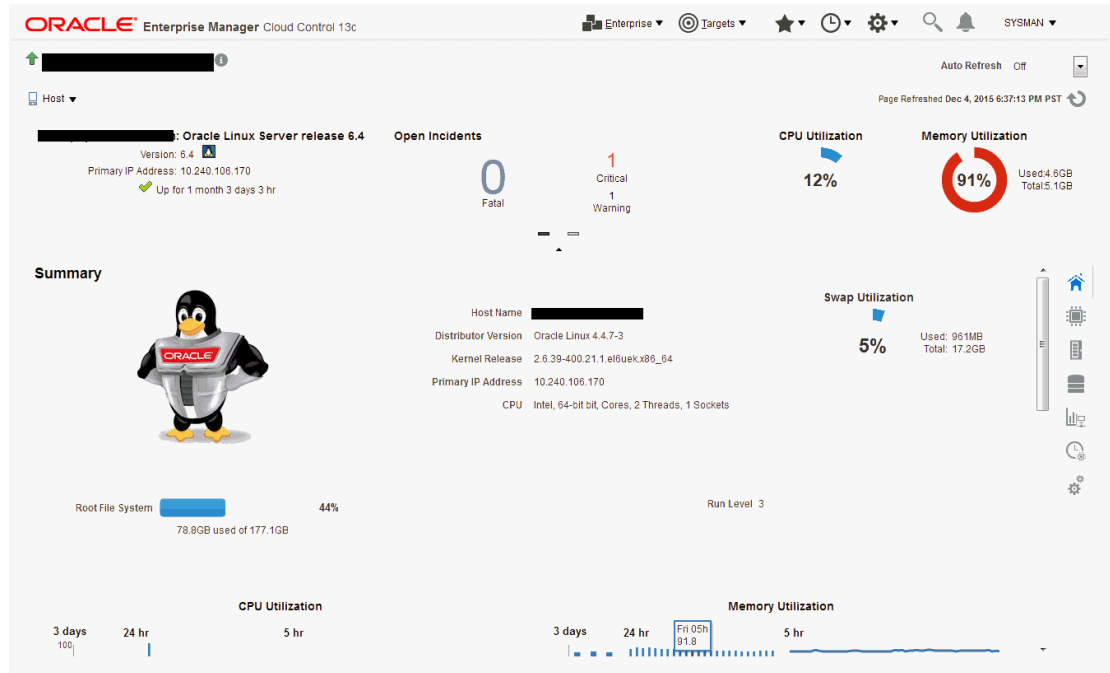 ORACLE Enterprise Manager Cloud Control 13c
Enterprise Targets SYSMAN
Auto Refresh Off
Host
Page Refreshed Dec 4, 2015 6:37:13 PM PST
: Oracle Linux Server release 6.4
Version: 6.4
Primary IP Address: 10.240.106.170
Up for 1 month 3 days 3 hr
Open Incidents
0
Fatal
1
Critical
1
Warning
CPU Utilization
12%
Memory Utilization
91%
Used:4.6GB
Total:5.1GB
Summary
ORACLE
Host Name
Distributor Version Oracle Linux 4.4.7-3
Kernel Release 2.6.39-400.21.1.el6uek.x86_64
Primary IP Address 10.240.106.170
CPU Intel, 64-bit bit, Cores, 2 Threads, 1 Sockets
Swap Utilization
5%
Used: 961MB
Total: 17.2GB
Root File System 44%
78.8GB used of 177.1GB
Run Level 3
CPU Utilization
3 days 24 hr 5 hr
100
Memory Utilization
3 days 24 hr 5 hr
Fri 05h
91.8